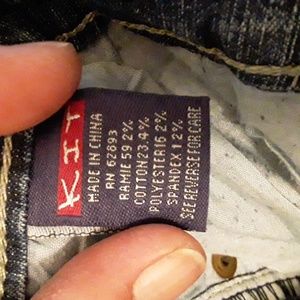 KIT
MADE IN CHINA
RN 62893
RAMIE 59.2%
COTTON 23.4%
POLYESTER 16.2%
SPANDEX 1.2%
SEE REVERSE FOR CARE